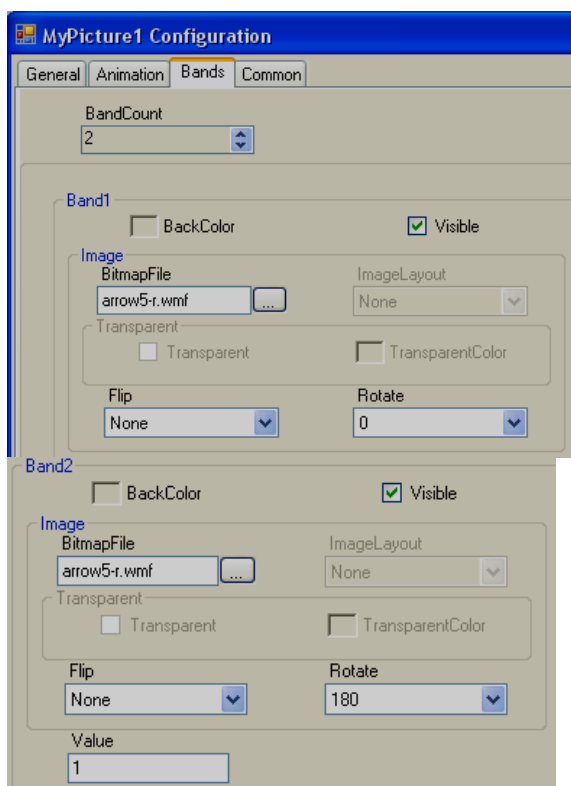 MyPicture1 Configuration
General Animation Bands Common
BandCount
2
Band1
BackColor Visible
Image
BitmapFile ImageLayout
arrow5-r.wmf ... None
Transparent
Transparent TransparentColor
Flip Rotate
None 0
Band2
BackColor Visible
Image
BitmapFile ImageLayout
arrow5-r.wmf ... None
Transparent
Transparent TransparentColor
Flip Rotate
None 180
Value
1